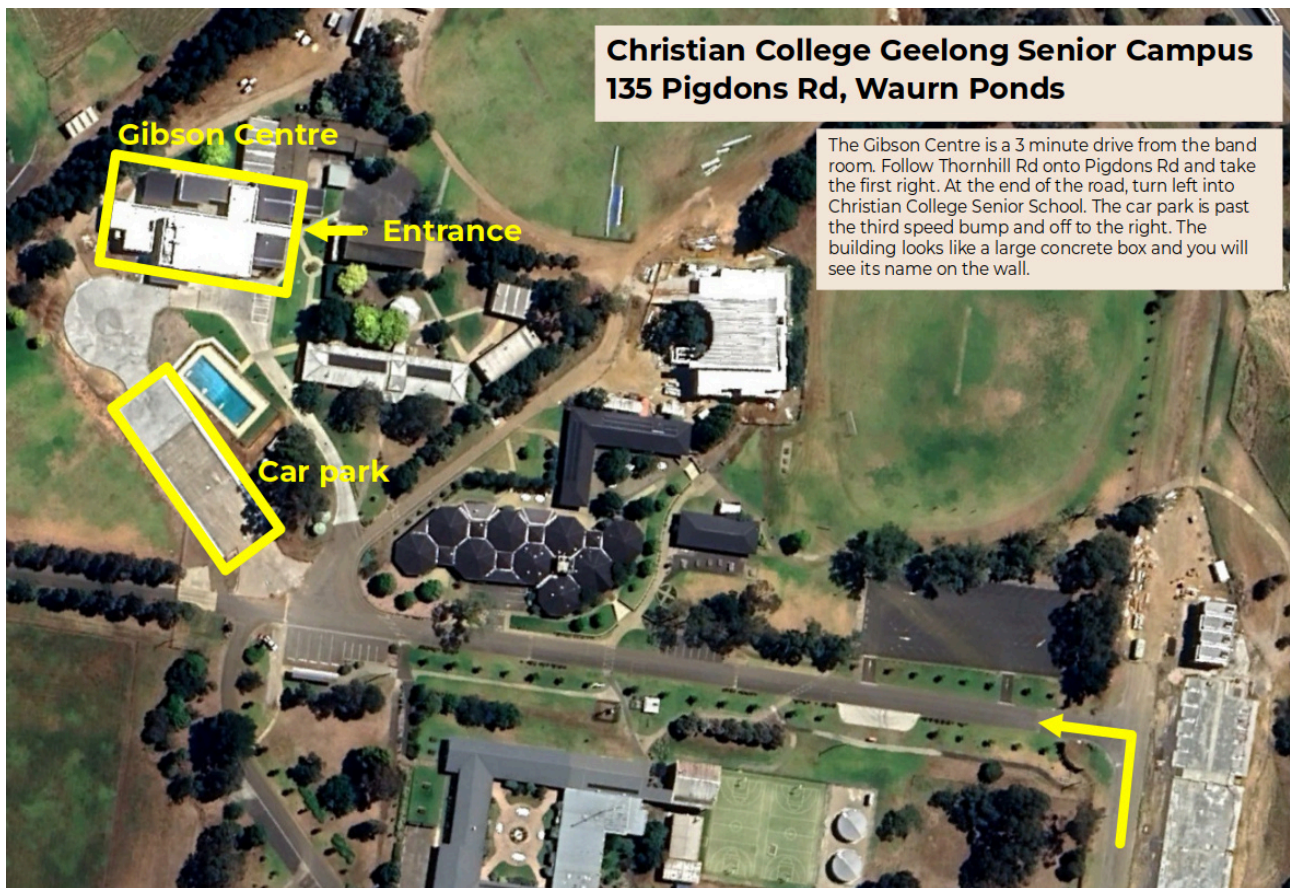 Christian College Geelong Senior Campus
135 Pigdons Rd, Waurn Ponds
The Gibson Centre is a 3 minute drive from the band
room. Follow Thornhill Rd onto Pigdons Rd and take
the first right. At the end of the road, turn left into
Christian College Senior School. The car park is past
the third speed bump and off to the right. The
building looks like a large concrete box and you will
see its name on the wall.
Gibson Centre
Entrance
Car park